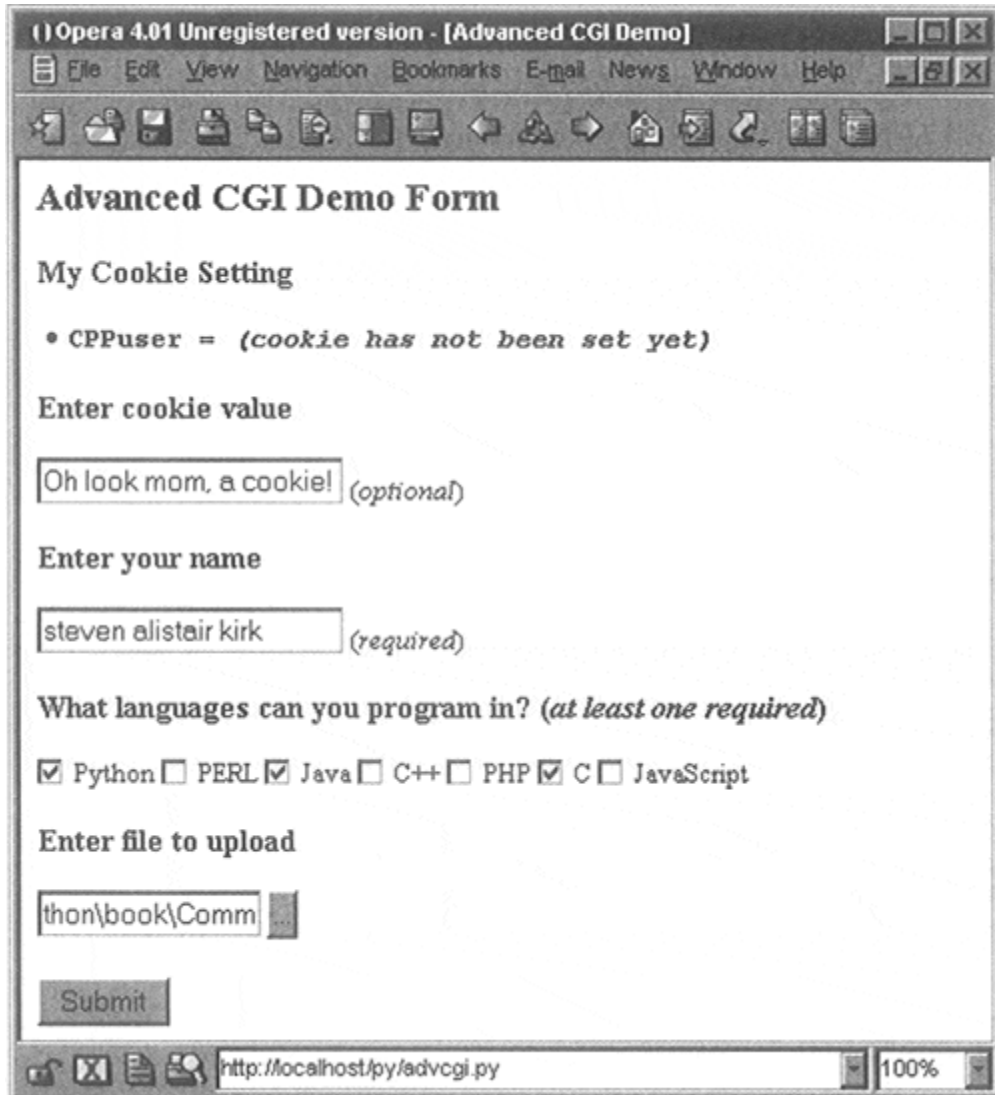 Opera 4.01 Unregistered version - [Advanced CGI Demo]
File Edit View Navigation Bookmarks E-mail News Window Help
Advanced CGI Demo Form
My Cookie Setting
• CPPuser = (cookie has not been set yet)
Enter cookie value
Oh look mom, a cookie! (optional)
Enter your name
steven alistair kirk (required)
What languages can you program in? (at least one required)
Python PERL Java C++ PHP C JavaScript
Enter file to upload
thon\book\Comm ...
Submit
http://localhost/py/advcgi.py 100%